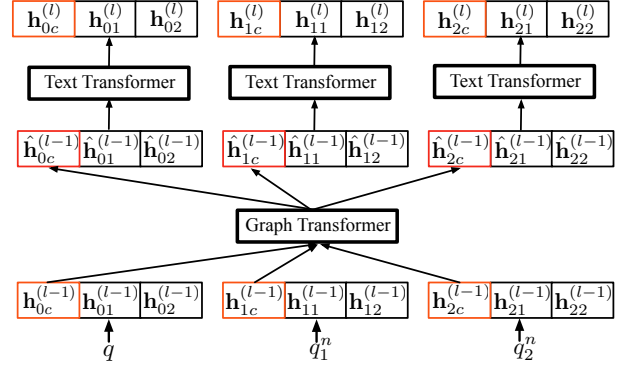 h_{0c}^{(l)} h_{01}^{(l)} h_{02}^{(l)} h_{1c}^{(l)} h_{11}^{(l)} h_{12}^{(l)} h_{2c}^{(l)} h_{21}^{(l)} h_{22}^{(l)}
Text Transformer Text Transformer Text Transformer
ĥ_{0c}^{(l-1)} ĥ_{01}^{(l-1)} ĥ_{02}^{(l-1)} ĥ_{1c}^{(l-1)} ĥ_{11}^{(l-1)} ĥ_{12}^{(l-1)} ĥ_{2c}^{(l-1)} ĥ_{21}^{(l-1)} ĥ_{22}^{(l-1)}
Graph Transformer
h_{0c}^{(l-1)} h_{01}^{(l-1)} h_{02}^{(l-1)} h_{1c}^{(l-1)} h_{11}^{(l-1)} h_{12}^{(l-1)} h_{2c}^{(l-1)} h_{21}^{(l-1)} h_{22}^{(l-1)}
q q_1^n q_2^n